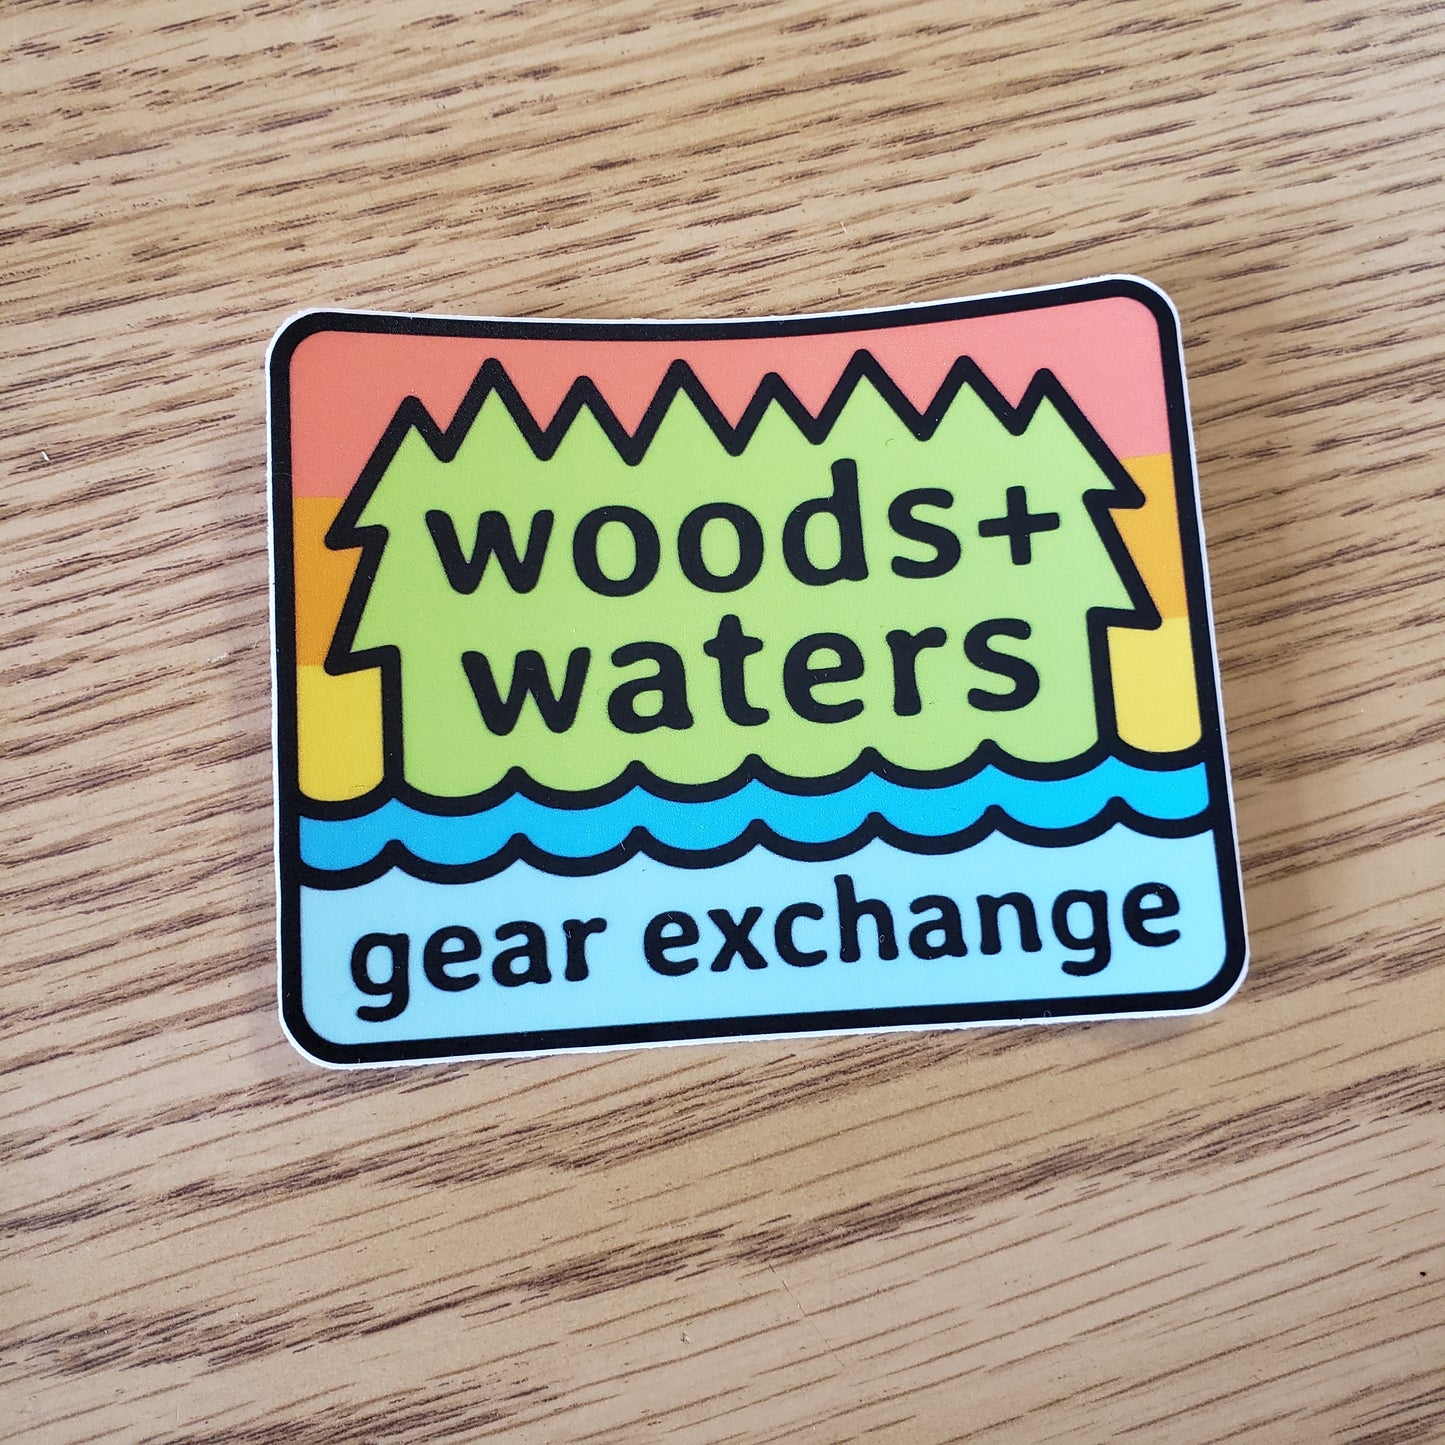 woods+
waters
gear exchange